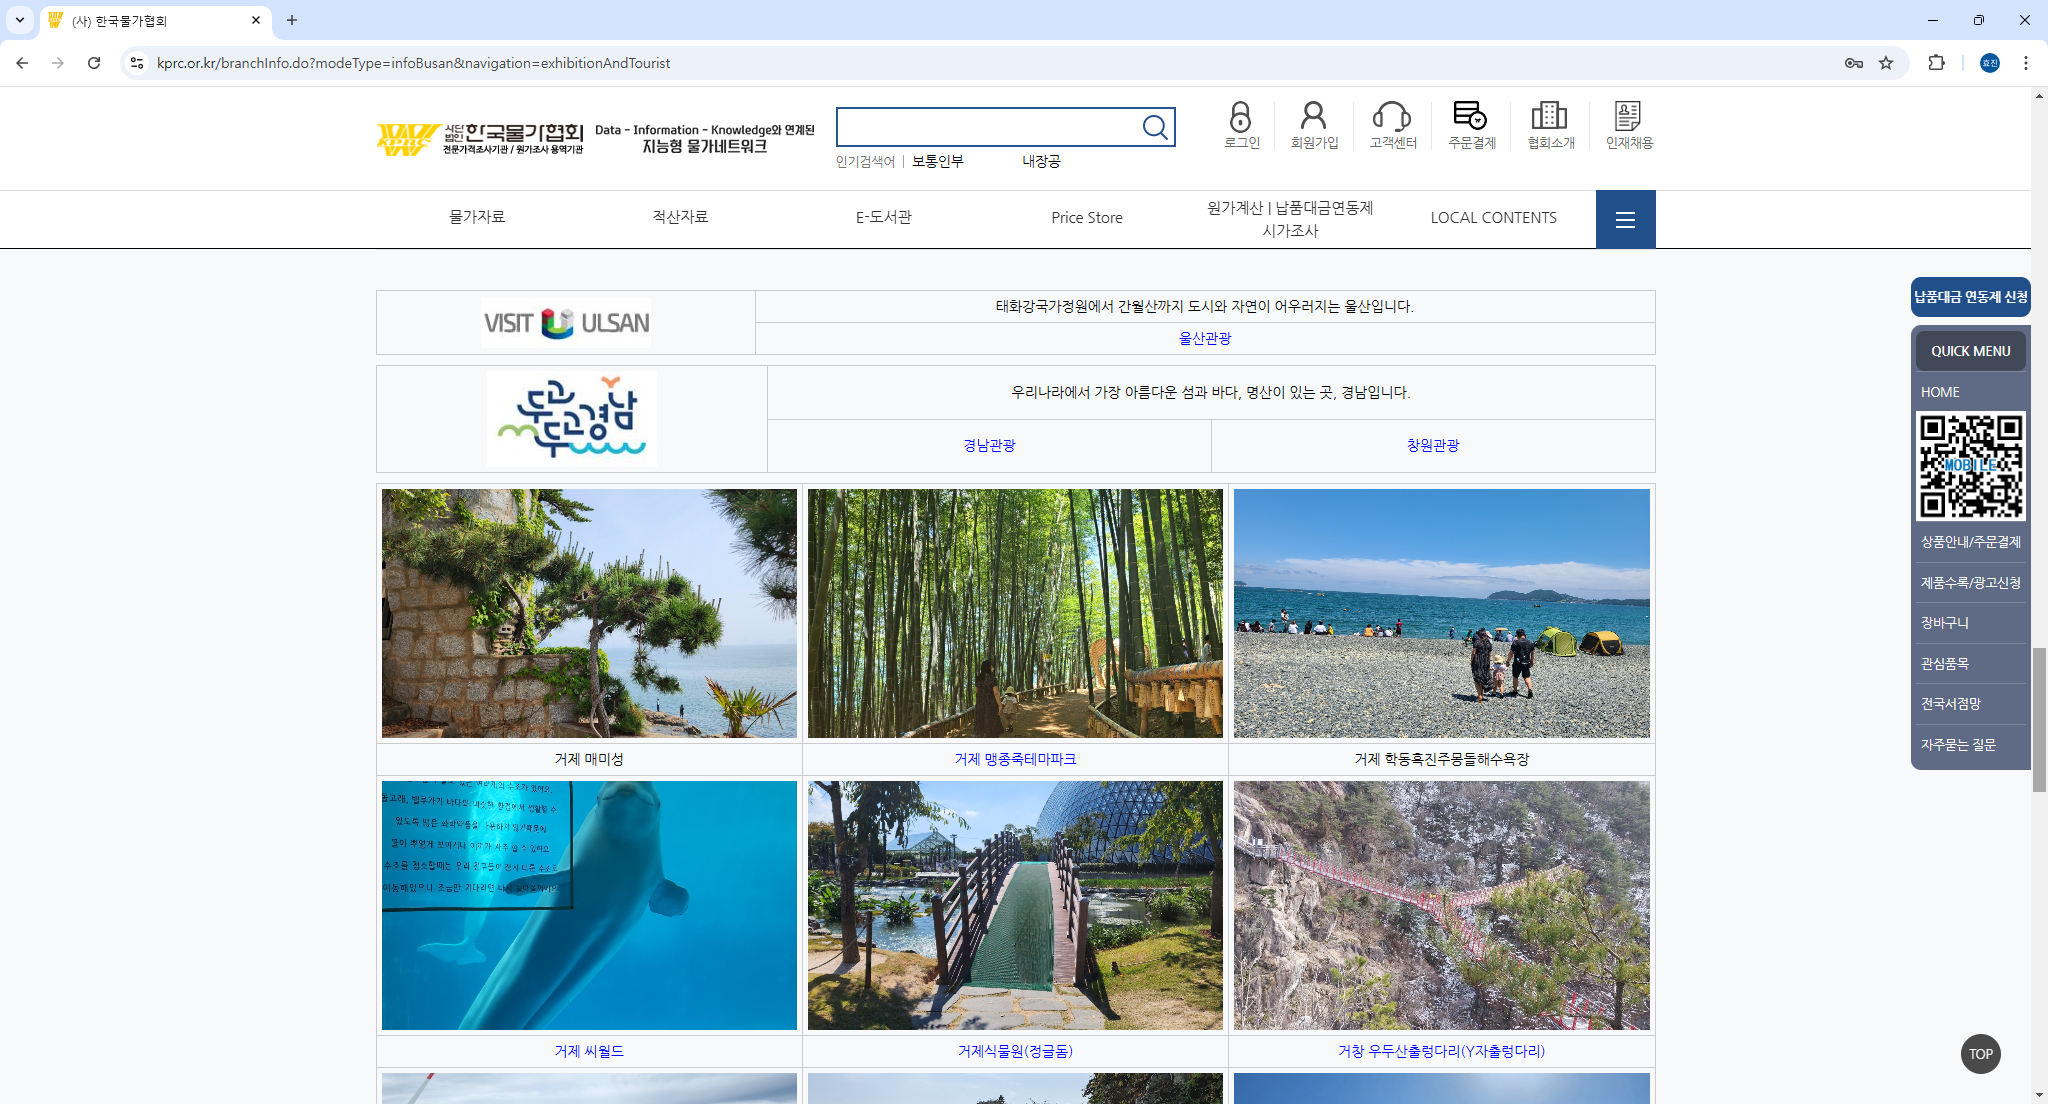 (사) 한국물가협회
kprc.or.kr/branchInfo.do?modeType=infoBusan&navigation=exhibitionAndTourist
효진
사단법인 한국물가협회
전문가격조사기관 / 원가조사 용역기관
Data - Information - Knowledge와 연계된
지능형 물가네트워크
인기검색어 | 보통인부 내장공
로그인
회원가입
고객센터
주문결제
협회소개
인재채용
물가자료
적산자료
E-도서관
Price Store
원가계산 | 납품대금연동제
시가조사
LOCAL CONTENTS
VISIT ULSAN
태화강국가정원에서 간월산까지 도시와 자연이 어우러지는 울산입니다.
울산관광
두고두고경남
우리나라에서 가장 아름다운 섬과 바다, 명산이 있는 곳, 경남입니다.
경남관광
창원관광
거제 매미성
거제 맹종죽테마파크
거제 학동흑진주몽돌해수욕장
거제 씨월드
거제식물원(정글돔)
거창 우두산출렁다리(Y자출렁다리)
납품대금 연동제 신청
QUICK MENU
HOME
MOBILE
상품안내/주문결제
제품수록/광고신청
장바구니
관심품목
전국서점망
자주묻는 질문
TOP